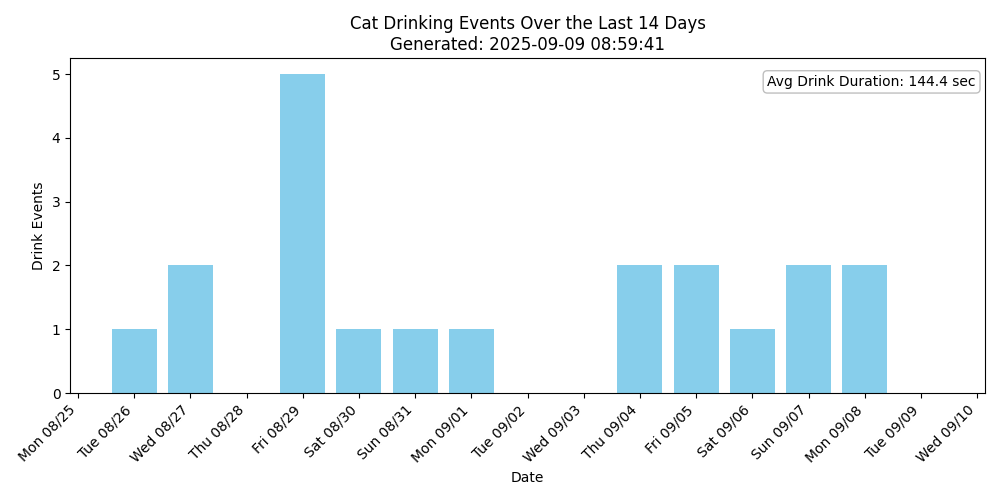 Cat Drinking Events Over the Last 14 Days
Generated: 2025-09-09 08:59:41
Avg Drink Duration: 144.4 sec
Drink Events
5
4
3
2
1
0
Mon 08/25
Tue 08/26
Wed 08/27
Thu 08/28
Fri 08/29
Sat 08/30
Sun 08/31
Mon 09/01
Tue 09/02
Wed 09/03
Thu 09/04
Fri 09/05
Sat 09/06
Sun 09/07
Mon 09/08
Tue 09/09
Wed 09/10
Date